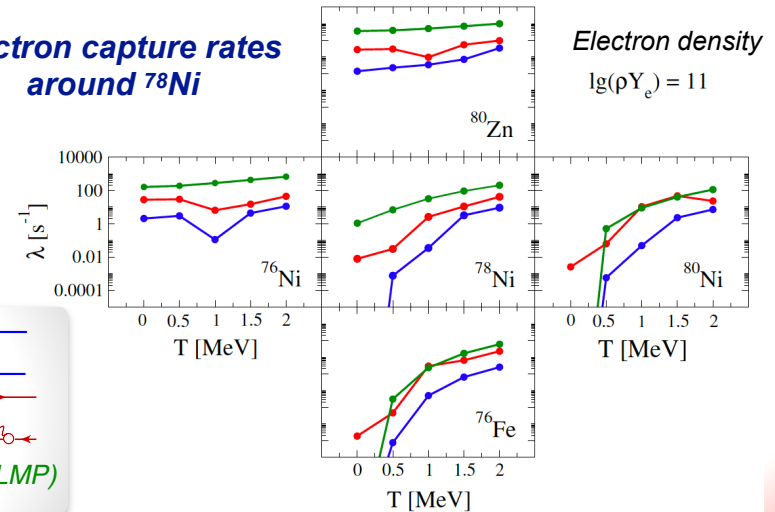 ctron capture rates
around ⁷⁸Ni
Electron density
lg(ρYₑ) = 11
⁸⁰Zn
10000
100
1
0.01
0.0001
λ [s⁻¹]
⁷⁶Ni
⁷⁸Ni
⁸⁰Ni
0 0.5 1 1.5 2
T [MeV]
0 0.5 1 1.5 2
T [MeV]
⁷⁶Fe
0 0.5 1 1.5 2
T [MeV]
LMP)